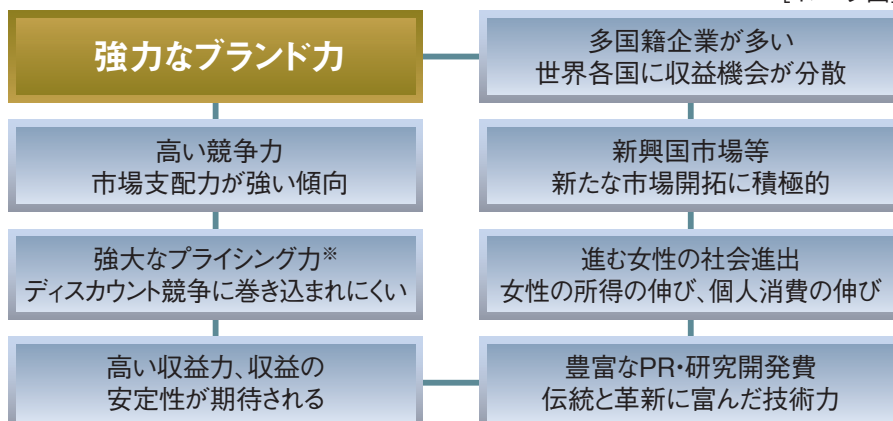 強力なブランド力
多国籍企業が多い
世界各国に収益機会が分散
高い競争力
市場支配力が強い傾向
新興国市場等
新たな市場開拓に積極的
強大なプライシング力※
ディスカウント競争に巻き込まれにくい
進む女性の社会進出
女性の所得の伸び、個人消費の伸び
高い収益力、収益の
安定性が期待される
豊富なPR・研究開発費
伝統と革新に富んだ技術力